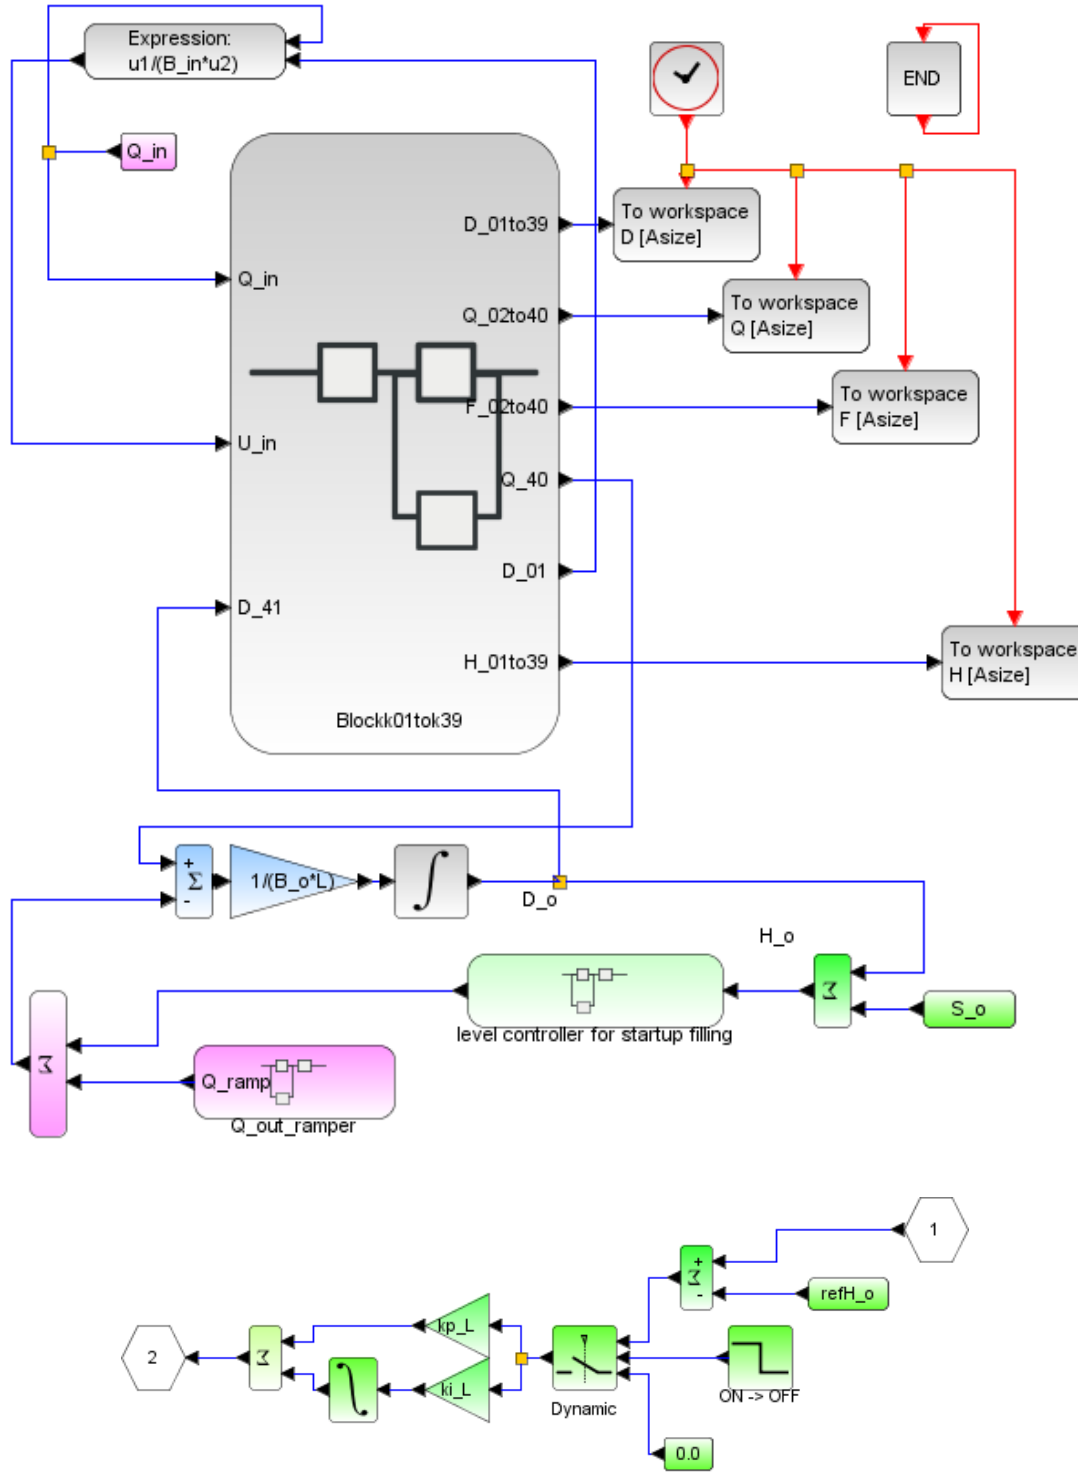 Expression:
u1/(B_in*u2)
END
Q_in
D_01to39
To workspace
D [Asize]
Q_in
Q_02to40
To workspace
Q [Asize]
F_02to40
To workspace
F [Asize]
U_in
Q_40
D_01
D_41
H_01to39
To workspace
H [Asize]
Blockk01tok39
+
Σ
-
1/(B_o*L)
∫
D_o
H_o
Σ
S_o
level controller for startup filling
Σ
Q_ramp
Q_out_ramper
1
+
Σ
-
refH_o
kp_L
2
Σ
∫
ki_L
Dynamic
ON -> OFF
0.0